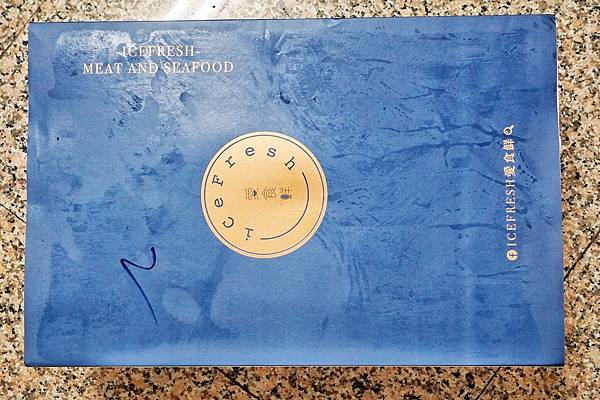 -ICEFRESH-
MEAT AND SEAFOOD
iceFresh
愛食鮮
ICEFRESH愛食鮮